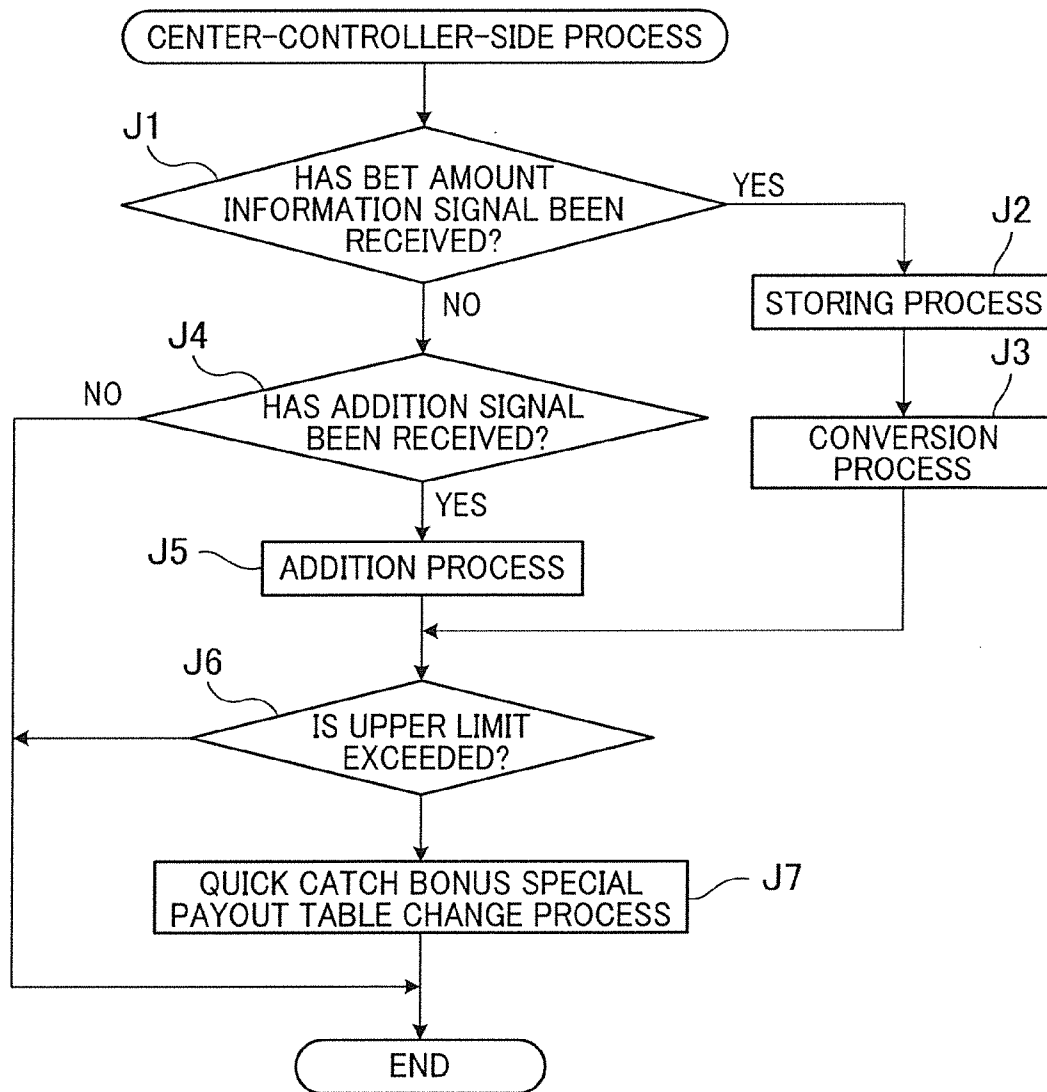 CENTER-CONTROLLER-SIDE PROCESS
J1
HAS BET AMOUNT
INFORMATION SIGNAL BEEN
RECEIVED?
YES
J2
STORING PROCESS
NO
J3
CONVERSION
PROCESS
J4
NO
HAS ADDITION SIGNAL
BEEN RECEIVED?
YES
J5
ADDITION PROCESS
J6
IS UPPER LIMIT
EXCEEDED?
J7
QUICK CATCH BONUS SPECIAL
PAYOUT TABLE CHANGE PROCESS
END